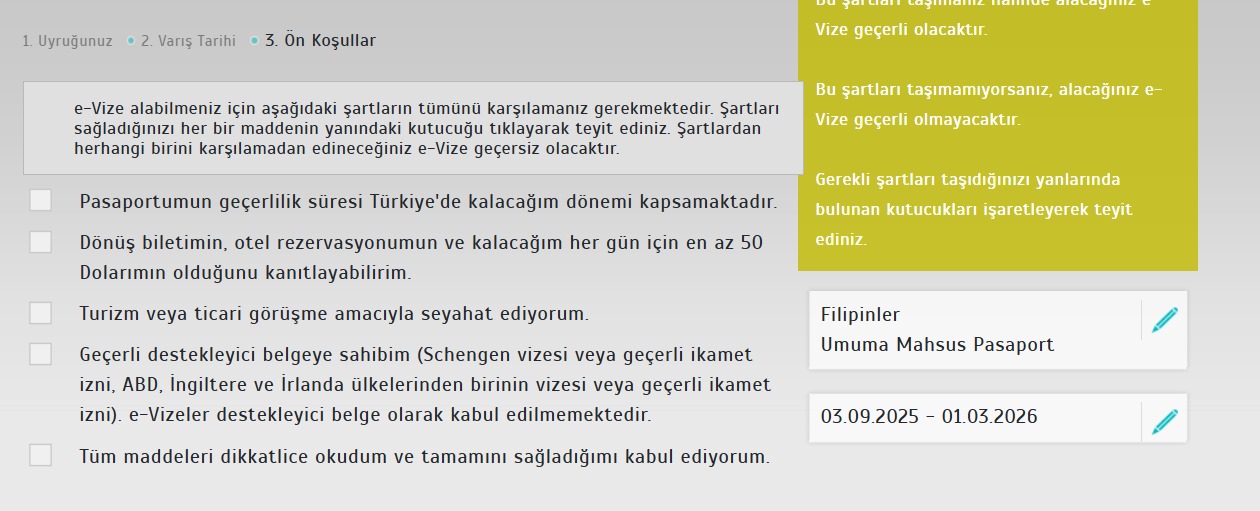 1. Uyruğunuz 2. Varış Tarihi 3. Ön Koşullar
e-Vize alabilmeniz için aşağıdaki şartların tümünü karşılamanız gerekmektedir. Şartları
sağladığınızı her bir maddenin yanındaki kutucuğu tıklayarak teyit ediniz. Şartlardan
herhangi birini karşılamadan edineceğiniz e-Vize geçersiz olacaktır.
Pasaportumun geçerlilik süresi Türkiye'de kalacağım dönemi kapsamaktadır.
Dönüş biletimin, otel rezervasyonumun ve kalacağım her gün için en az 50
Dolarımın olduğunu kanıtlayabilirim.
Turizm veya ticari görüşme amacıyla seyahat ediyorum.
Geçerli destekleyici belgeye sahibim (Schengen vizesi veya geçerli ikamet
izni, ABD, İngiltere ve İrlanda ülkelerinden birinin vizesi veya geçerli ikamet
izni). e-Vizeler destekleyici belge olarak kabul edilmemektedir.
Tüm maddeleri dikkatlice okudum ve tamamını sağladığımı kabul ediyorum.
Bu şartları taşımanız halinde alacağınız e-
Vize geçerli olacaktır.
Bu şartları taşımamıyorsanız, alacağınız e-
Vize geçerli olmayacaktır.
Gerekli şartları taşıdığınızı yanlarında
bulunan kutucukları işaretleyerek teyit
ediniz.
Filipinler
Umuma Mahsus Pasaport
03.09.2025 - 01.03.2026